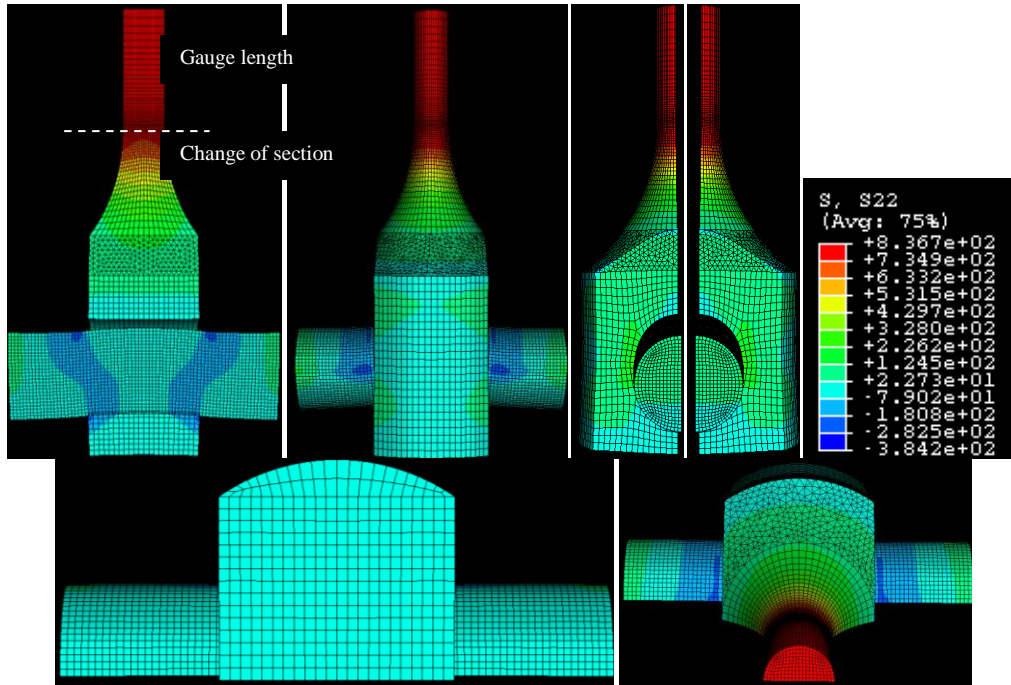 Gauge length
Change of section
S, S22
(Avg: 75%)
+8.367e+02
+7.349e+02
+6.332e+02
+5.315e+02
+4.297e+02
+3.280e+02
+2.262e+02
+1.245e+02
+2.273e+01
-7.902e+01
-1.808e+02
-2.825e+02
-3.842e+02